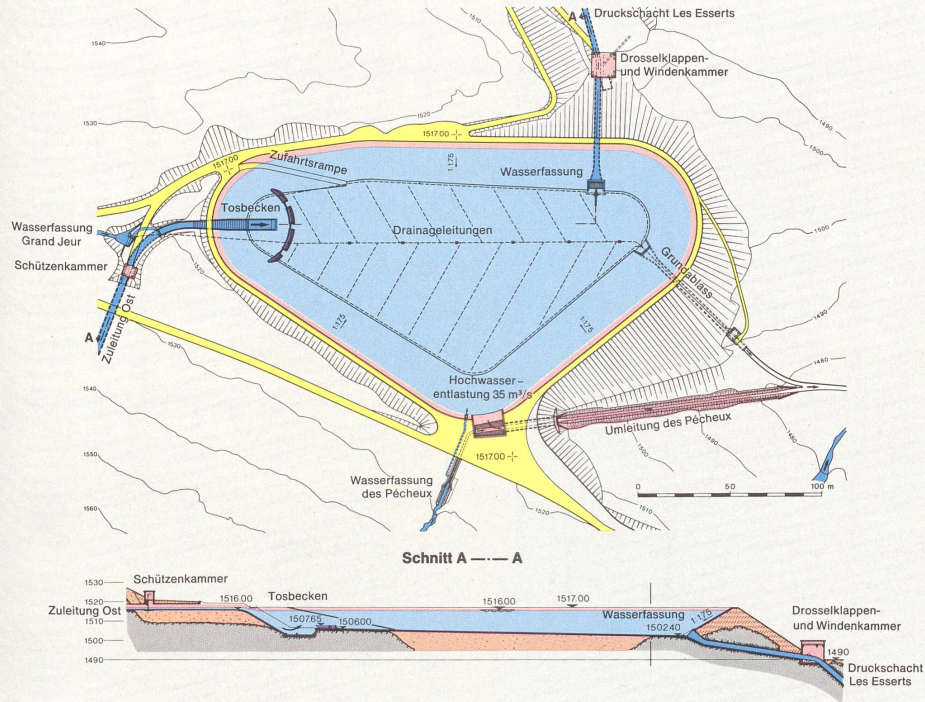 A
Druckschacht Les Esserts
1510
1540
Drosselklappen-
und Windenkammer
1530
1520
1490
1500
1517.00
1:1.75
1517.00
Zufahrtsrampe
Wasserfassung
Tosbecken
Wasserfassung
Grand Jeur
Drainageleitungen
1500
Schützenkammer
1520
Grundablass
Zuleitung Ost
A
1:1.75
1:1.75
1490
1530
1480
1540
Hochwasser–
entlastung 35 m³/s
Umleitung des Pécheux
1550
1517.00
1500
1490
1480
Wasserfassung
des Pécheux
0 50 100 m
1560
1520
1510
Schnitt A —·— A
1530
Schützenkammer
1520
Zuleitung Ost
1510
1500
1490
1516.00
Tosbecken
1507.65
1506.00
1516.00
1517.00
Wasserfassung
1502.40
1:1.75
Drosselklappen-
und Windenkammer
1490
Druckschacht
Les Esserts